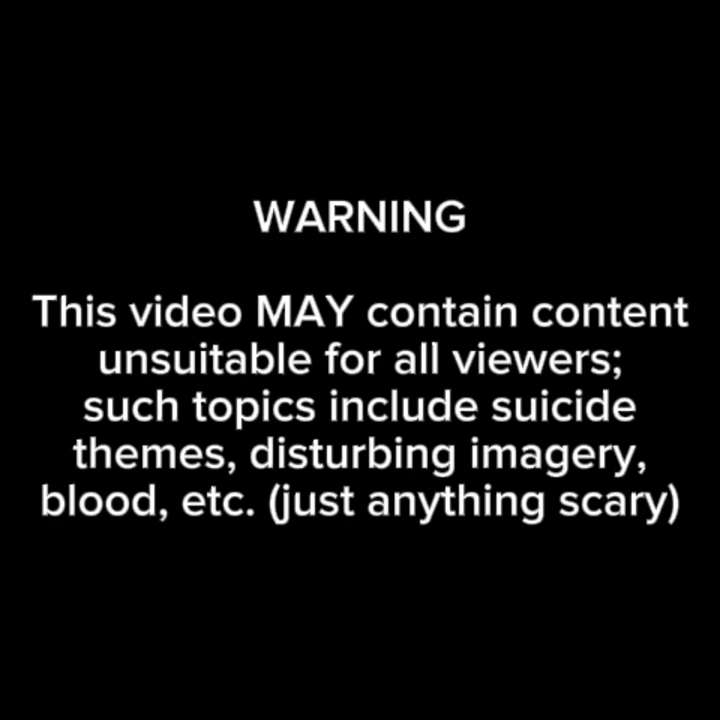 WARNING
This video MAY contain content
unsuitable for all viewers;
such topics include suicide
themes, disturbing imagery,
blood, etc. (just anything scary)